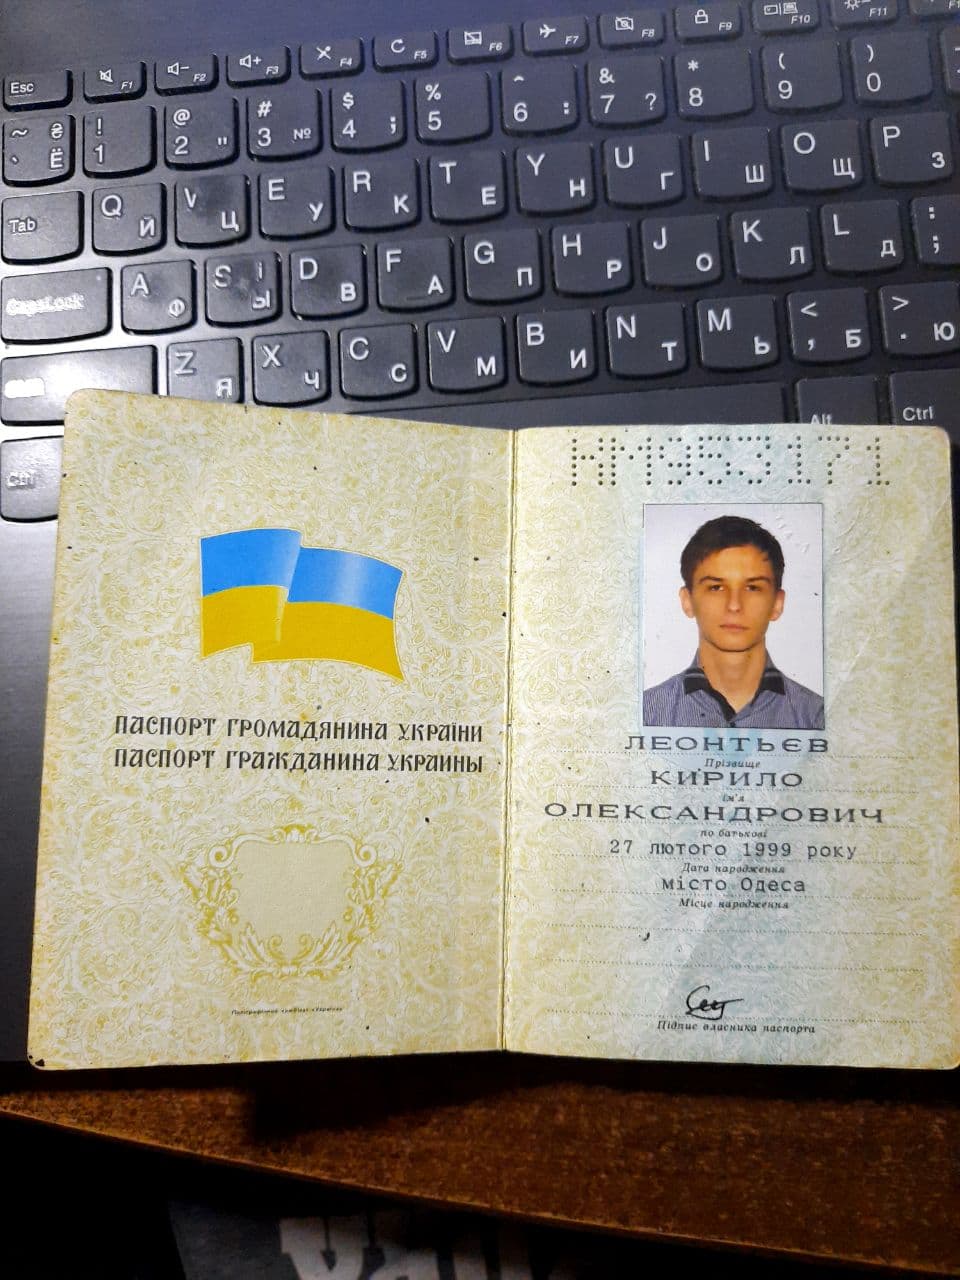 Esc F1 F2 F3 F4 F5 F6 F7 F8 F9 F10 F11
~ ₴ ` Ё ! 1 @ 2 " # 3 № $ 4 ; % 5 ^ 6 : & 7 ? * 8 ( 9 ) 0
Tab Q Й Ц E У R К T Е Y Н U Г I Ш O Щ P З
CapsLock A Ф S Ы D В F А G П H Р J О K Л L Д : ;
Z Я X Ч C С V М B И N Т M Ь < , Б > . Ю
Ctrl Alt Ctrl
ПАСПОРТ ГРОМАДЯНИНА УКРАЇНИ
ПАСПОРТ ГРАЖДАНИНА УКРАИНЫ
Поліграфічний комбінат «Україна»
ЛЕОНТЬЄВ
Прізвище
КИРИЛО
ім'я
ОЛЕКСАНДРОВИЧ
по батькові
27 лютого 1999 року
Дата народження
місто Одеса
Місце народження
Підпис власника паспорта